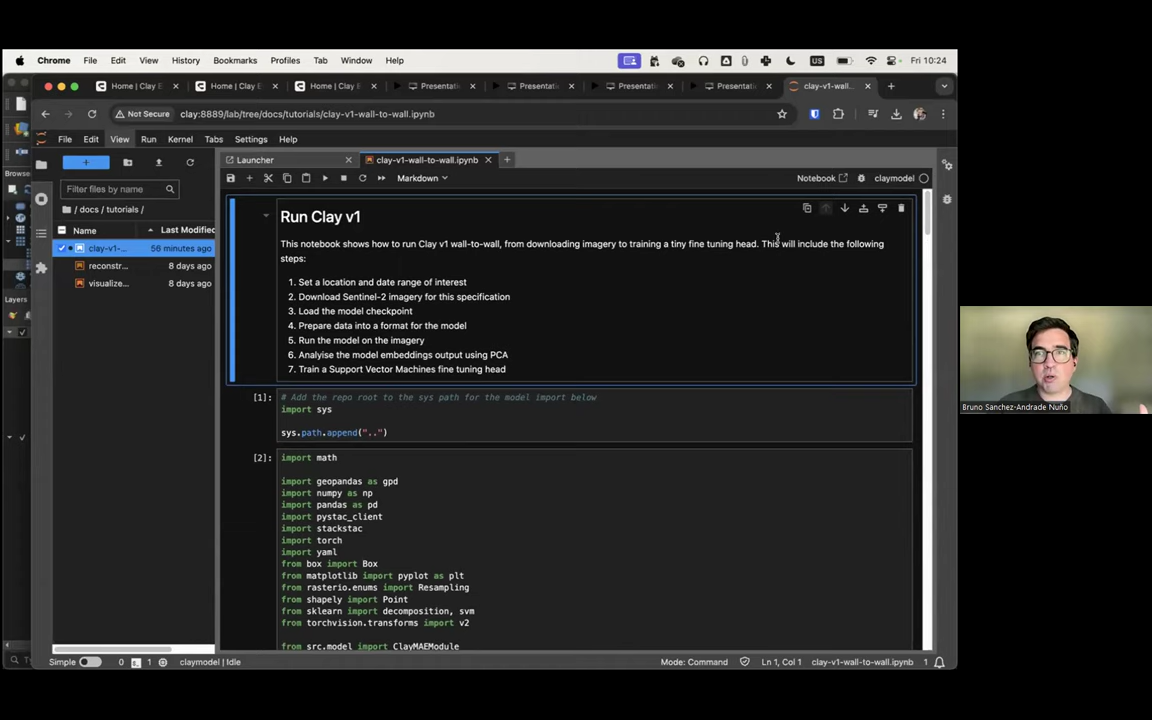 Chrome File Edit View History Bookmarks Profiles Tab Window Help US Fri 10:24
Home | Clay E Home | Clay E Home | Clay E Presentatio Presentatio Presentatio Presentatio clay-v1-wall-
Not Secure clay:8889/lab/tree/docs/tutorials/clay-v1-wall-to-wall.ipynb
File Edit View Run Kernel Tabs Settings Help
Launcher clay-v1-wall-to-wall.ipynb
Markdown Notebook claymodel
Browse
Filter files by name
/ docs / tutorials /
Name Last Modified
clay-v1-... 56 minutes ago
reconstr... 8 days ago
visualize... 8 days ago
Layers
Run Clay v1
This notebook shows how to run Clay v1 wall-to-wall, from downloading imagery to training a tiny fine tuning head. This will include the following
steps:
1. Set a location and date range of interest
2. Download Sentinel-2 imagery for this specification
3. Load the model checkpoint
4. Prepare data into a format for the model
5. Run the model on the imagery
6. Analyise the model embeddings output using PCA
7. Train a Support Vector Machines fine tuning head
[1]: # Add the repo root to the sys path for the model import below
import sys
sys.path.append("..")
[2]: import math
import geopandas as gpd
import numpy as np
import pandas as pd
import pystac_client
import stackstac
import torch
import yaml
from box import Box
from matplotlib import pyplot as plt
from rasterio.enums import Resampling
from shapely import Point
from sklearn import decomposition, svm
from torchvision.transforms import v2
from src.model import ClayMAEModule
Simple 0 1 claymodel | Idle Mode: Command Ln 1, Col 1 clay-v1-wall-to-wall.ipynb 1
Bruno Sanchez-Andrade Nuño